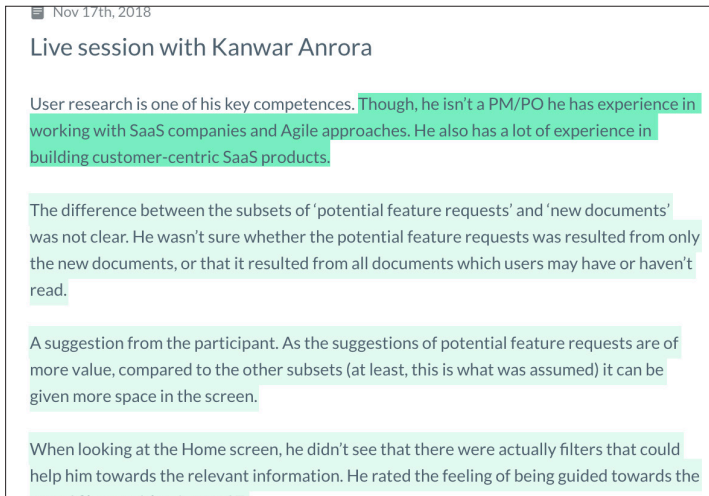 Nov 17th, 2018
Live session with Kanwar Anrora
User research is one of his key competences. Though, he isn't a PM/PO he has experience in
working with SaaS companies and Agile approaches. He also has a lot of experience in
building customer-centric SaaS products.
The difference between the subsets of ‘potential feature requests’ and ‘new documents’
was not clear. He wasn’t sure whether the potential feature requests was resulted from only
the new documents, or that it resulted from all documents which users may have or haven’t
read.
A suggestion from the participant. As the suggestions of potential feature requests are of
more value, compared to the other subsets (at least, this is what was assumed) it can be
given more space in the screen.
When looking at the Home screen, he didn’t see that there were actually filters that could
help him towards the relevant information. He rated the feeling of being guided towards the